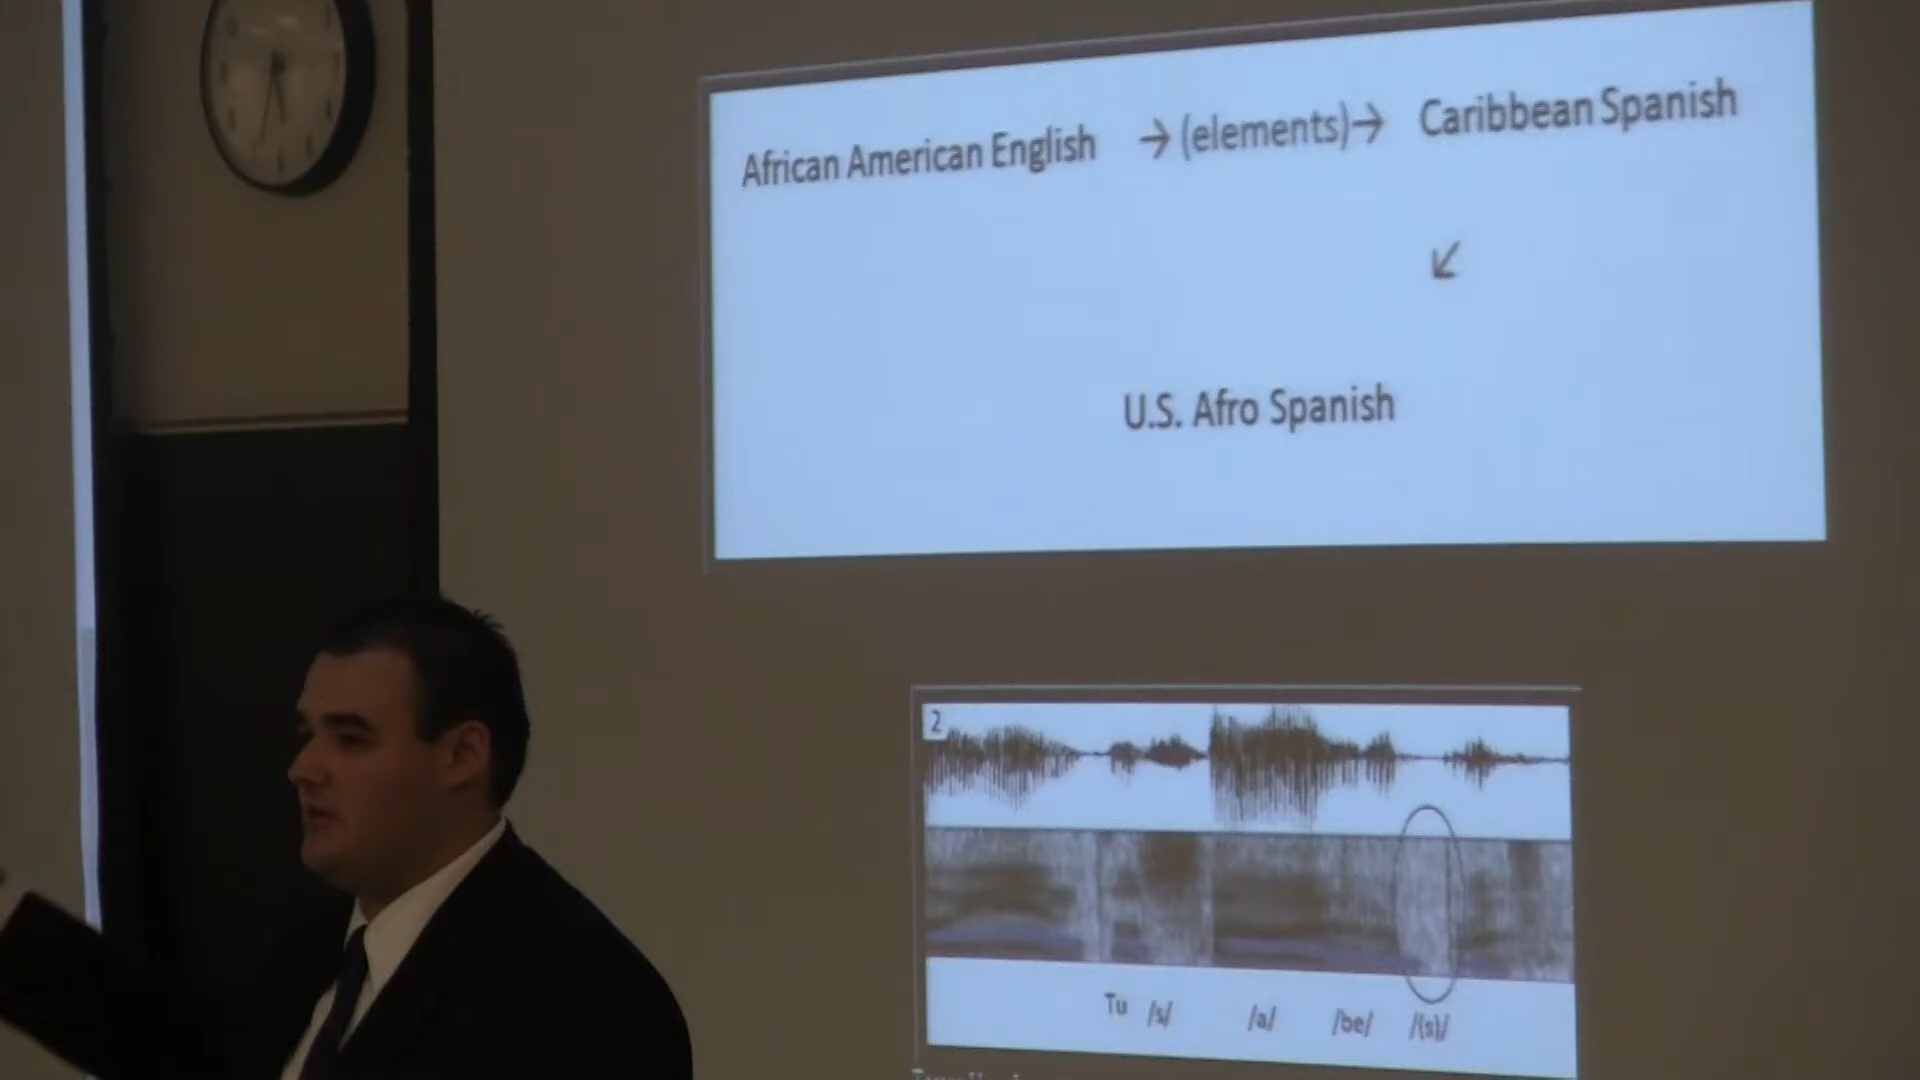 African American English → (elements)→ Caribbean Spanish
↙
U.S. Afro Spanish
2
Tu /s/ /a/ /be/ /(s)/